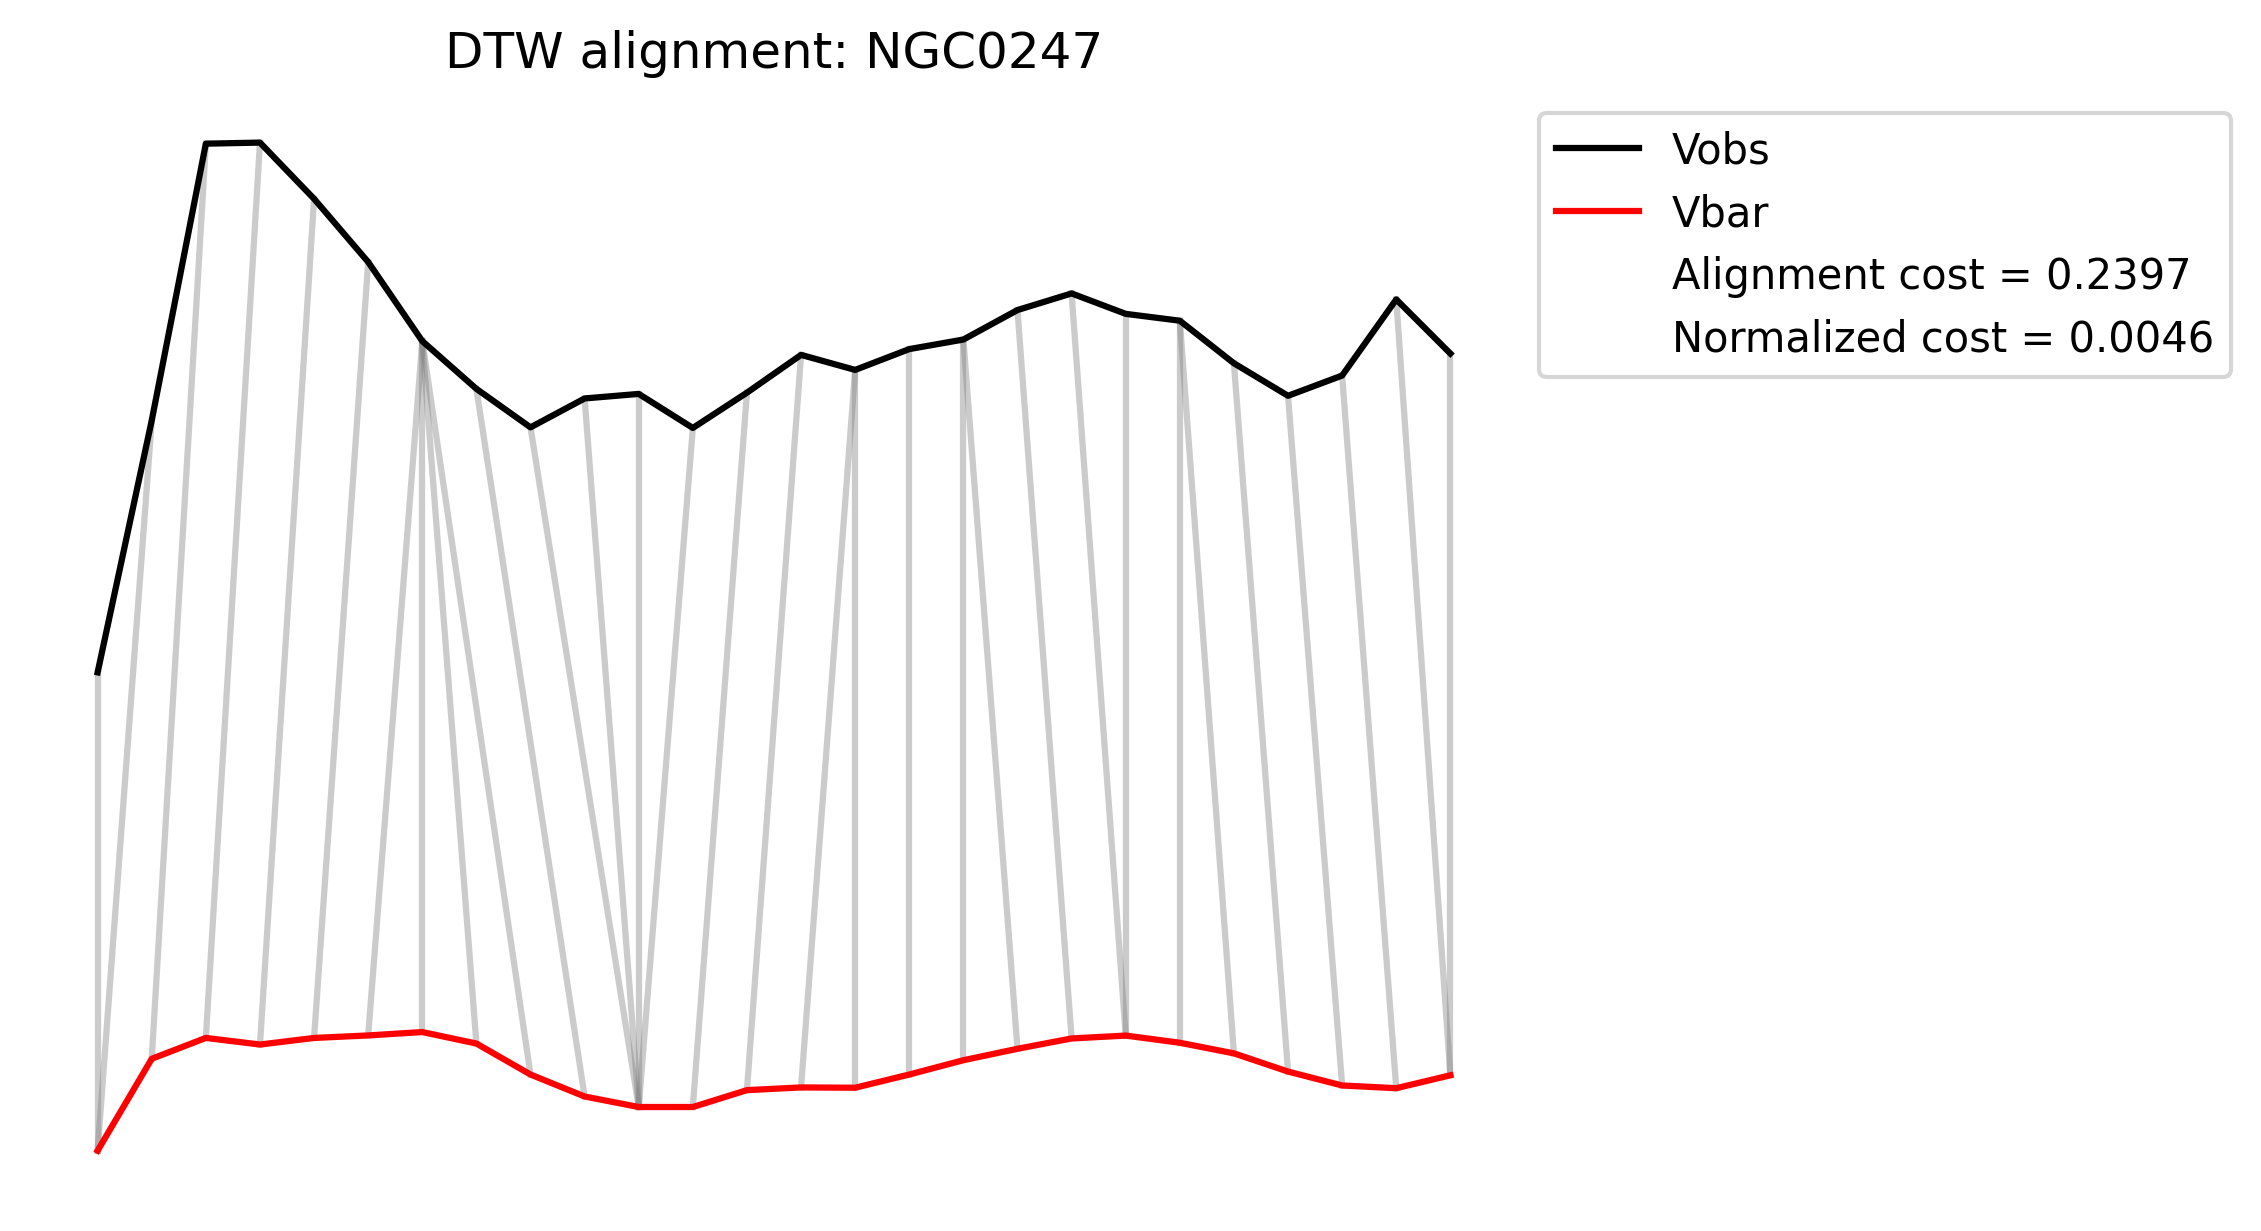 DTW alignment: NGC0247
Vobs
Vbar
Alignment cost = 0.2397
Normalized cost = 0.0046